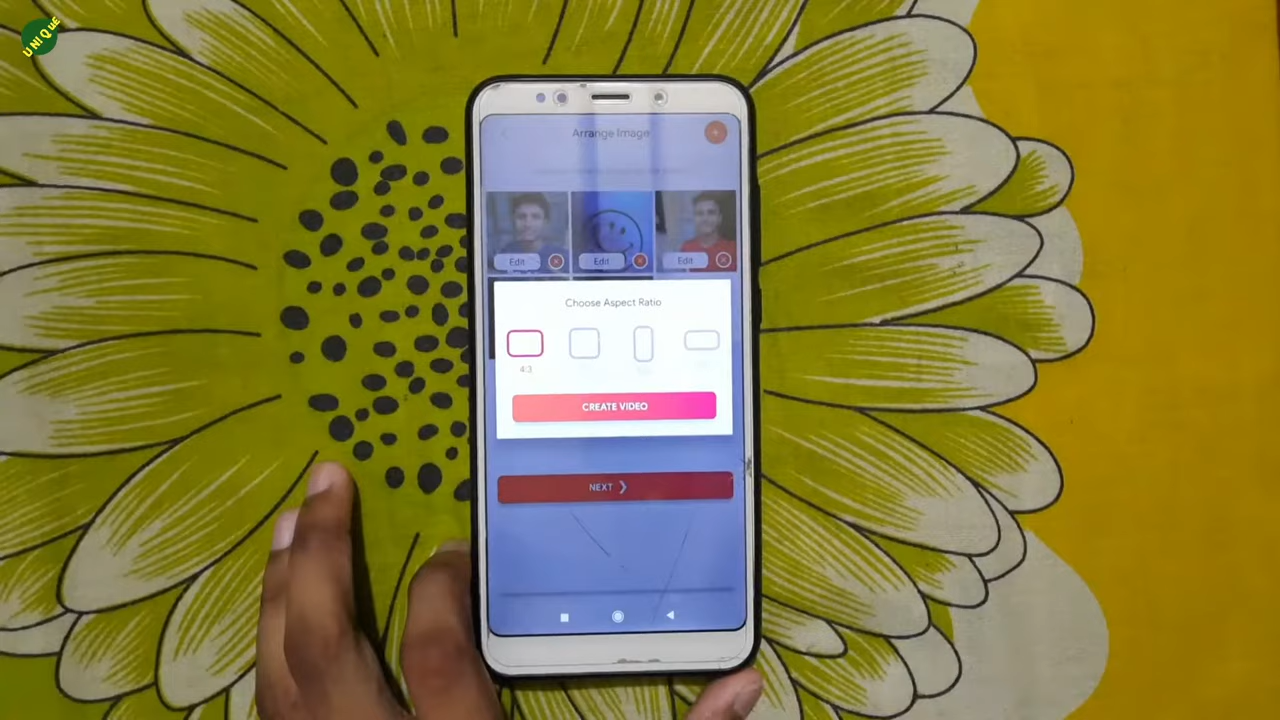 UNIQUE
Arrange Image
Edit
Edit
Edit
Choose Aspect Ratio
4:3
CREATE VIDEO
NEXT